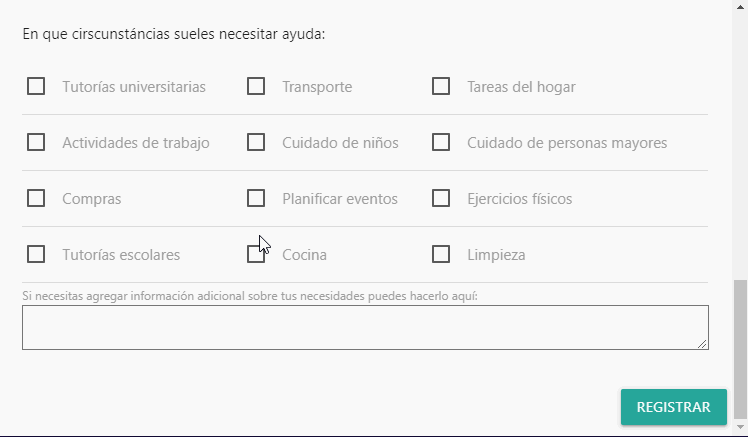 En que cirscunstáncias sueles necesitar ayuda:
Tutorías universitarias Transporte Tareas del hogar
Actividades de trabajo Cuidado de niños Cuidado de personas mayores
Compras Planificar eventos Ejercicios físicos
Tutorías escolares Cocina Limpieza
Si necesitas agregar información adicional sobre tus necesidades puedes hacerlo aquí:
REGISTRAR